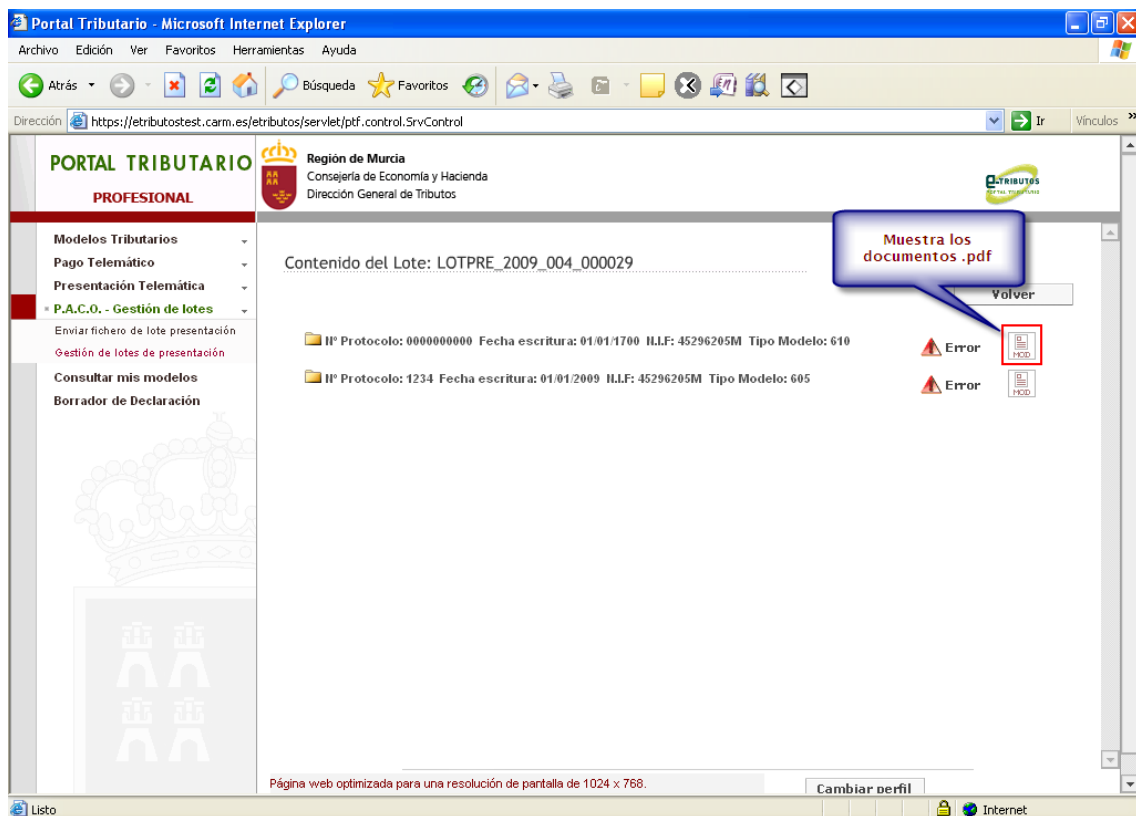 Portal Tributario - Microsoft Internet Explorer
Archivo Edición Ver Favoritos Herramientas Ayuda
Atrás Búsqueda Favoritos
Dirección https://etributostest.carm.es/etributos/servlet/ptf.control.SrvControl Ir Vínculos »
PORTAL TRIBUTARIO
PROFESIONAL
Región de Murcia
Consejería de Economía y Hacienda
Dirección General de Tributos
e-TRIBUTOS
PORTAL TRIBUTARIO
Modelos Tributarios
Pago Telemático
Presentación Telemática
P.A.C.O. - Gestión de lotes
Enviar fichero de lote presentación
Gestión de lotes de presentación
Consultar mis modelos
Borrador de Declaración
Muestra los
documentos .pdf
Contenido del Lote: LOTPRE_2009_004_000029
Volver
Nº Protocolo: 0000000000 Fecha escritura: 01/01/1700 N.I.F: 45296205M Tipo Modelo: 610 Error MOD
Nº Protocolo: 1234 Fecha escritura: 01/01/2009 N.I.F: 45296205M Tipo Modelo: 605 Error MOD
Página web optimizada para una resolución de pantalla de 1024 x 768.
Cambiar perfil
Listo Internet